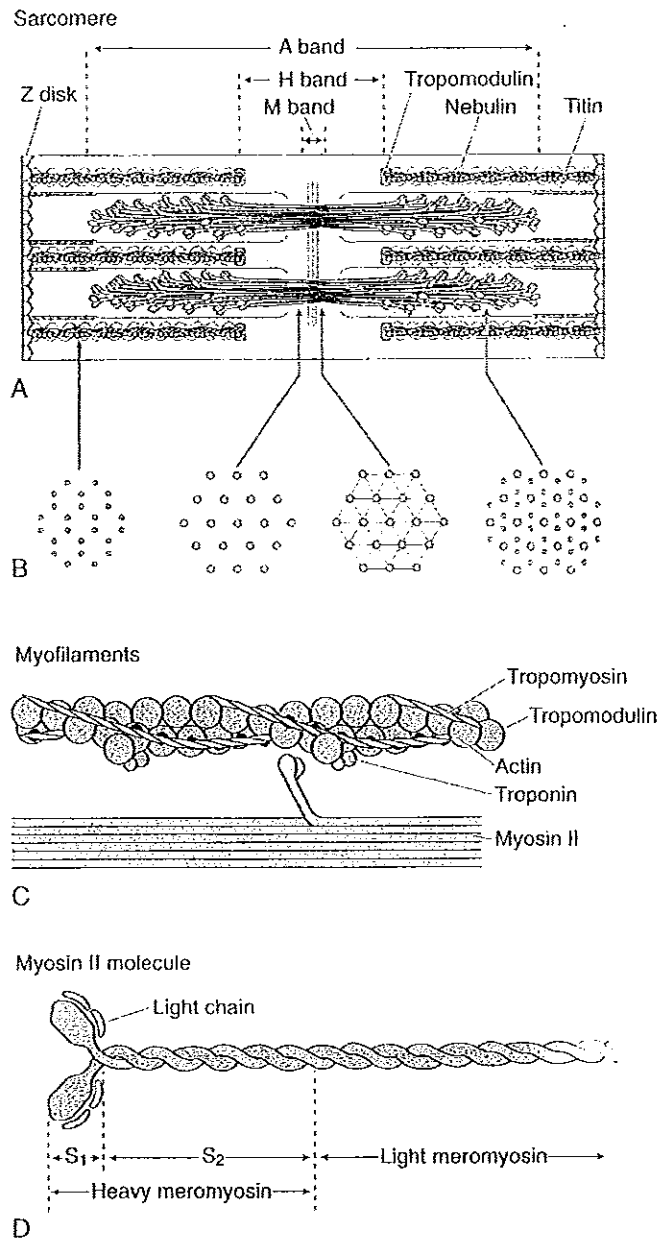 Sarcomere
A band
H band
M band
Z disk
Tropomodulin
Nebulin
Titin
A
B
Myofilaments
Tropomyosin
Tropomodulin
Actin
Troponin
Myosin II
C
Myosin II molecule
Light chain
S₁
S₂
Light meromyosin
Heavy meromyosin
D